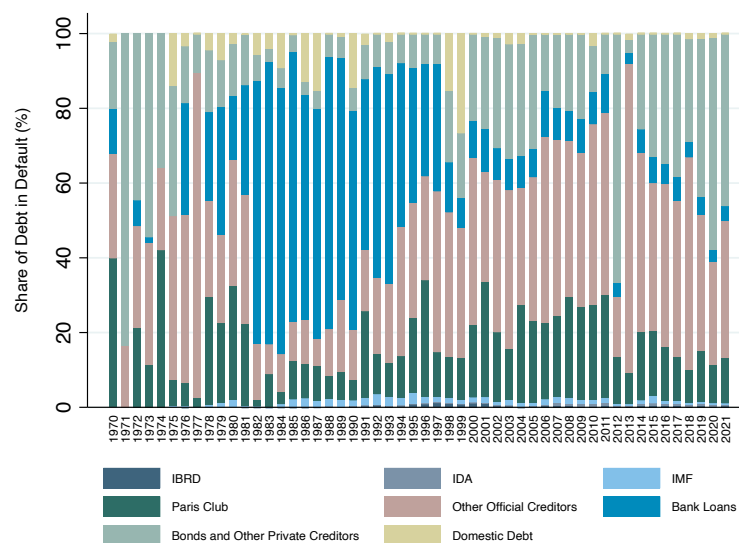 Share of Debt in Default (%)
100
80
60
40
20
0
1970 1971 1972 1973 1974 1975 1976 1977 1978 1979 1980 1981 1982 1983 1984 1985 1986 1987 1988 1989 1990 1991 1992 1993 1994 1995 1996 1997 1998 1999 2000 2001 2002 2003 2004 2005 2006 2007 2008 2009 2010 2011 2012 2013 2014 2015 2016 2017 2018 2019 2020 2021
IBRD IDA IMF
Paris Club Other Official Creditors Bank Loans
Bonds and Other Private Creditors Domestic Debt